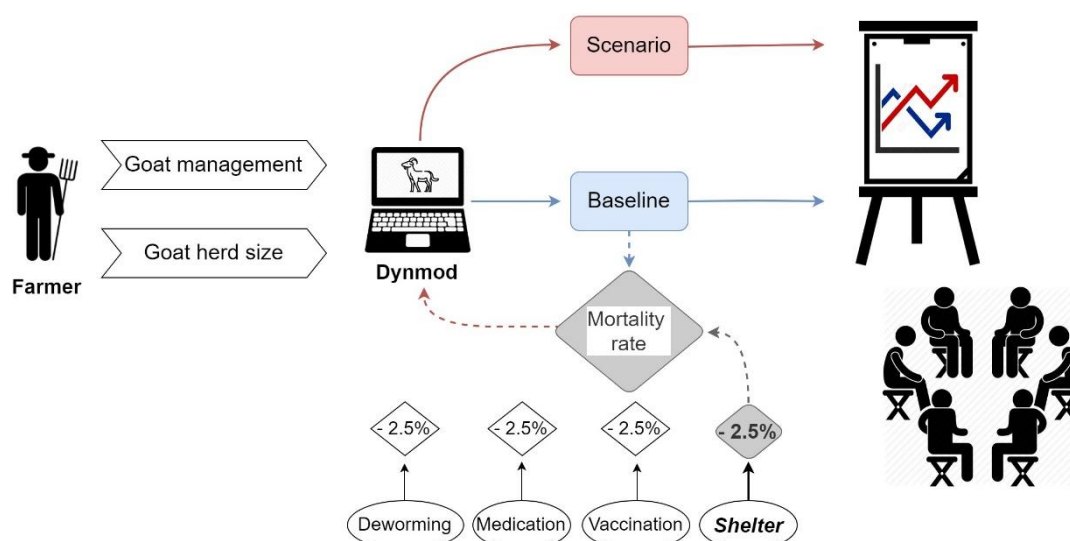 Scenario
Goat management
Baseline
Goat herd size
Dynmod
Farmer
Mortality
rate
- 2.5%
- 2.5%
- 2.5%
- 2.5%
Deworming
Medication
Vaccination
Shelter